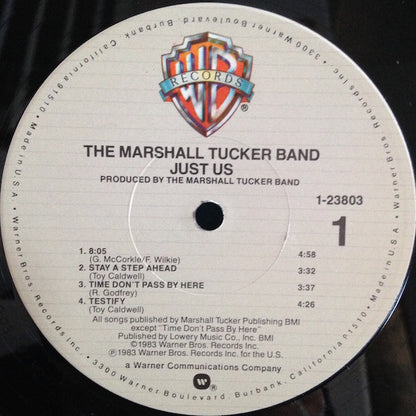 WB
RECORDS
®
THE MARSHALL TUCKER BAND
JUST US
PRODUCED BY THE MARSHALL TUCKER BAND
1-23803
1
1. 8:05 4:58
(G. McCorkle/F. Wilkie)
2. STAY A STEP AHEAD 3:32
(Toy Caldwell)
3. TIME DON'T PASS BY HERE 3:37
(R. Godfrey)
4. TESTIFY 4:26
(Toy Caldwell)
All songs published by Marshall Tucker Publishing BMI
except "Time Don't Pass By Here"
Published by Lowery Music Co., Inc. BMI
©1983 Warner Bros. Records Inc.
℗1983 Warner Bros. Records Inc. for the U.S.
a Warner Communications Company
Warner Bros. Records Inc. • 3300 Warner Boulevard, Burbank, California 91510 • Made in U.S.A. • Warner Bros. Records Inc. • 3300 Warner Boulevard, Burbank, California 91510 • Made in U.S.A. •